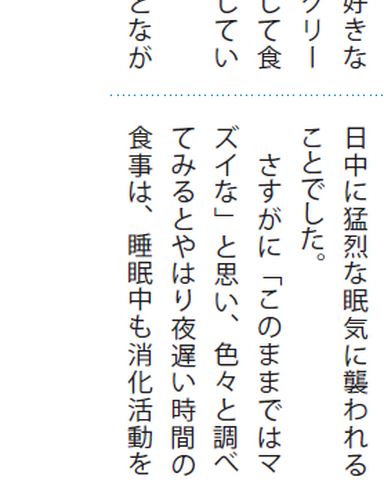 好きな
クリー
して食
してい
となが
日中に猛烈な眠気に襲われる
ことでした。
さすがに「このままではマ
ズイな」と思い、色々と調べ
てみるとやはり夜遅い時間の
食事は、睡眠中も消化活動を